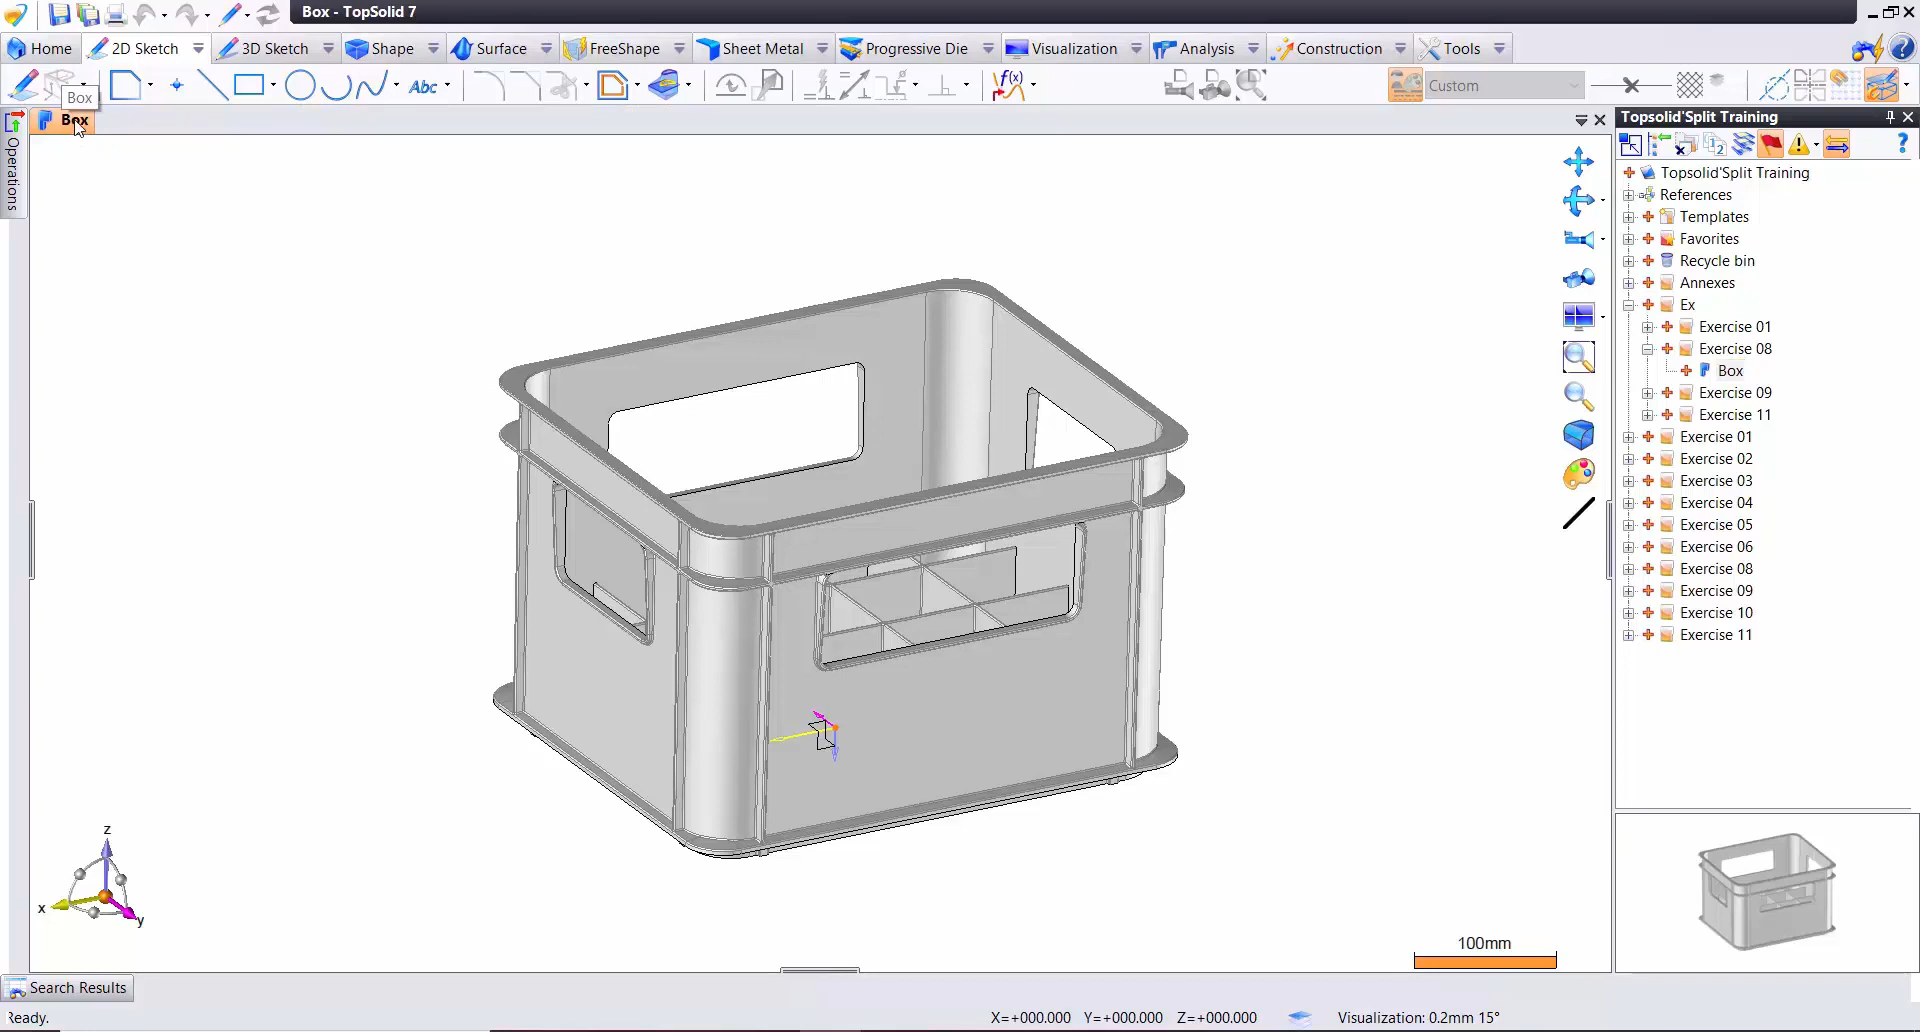 Box - TopSolid 7
Home
2D Sketch
3D Sketch
Shape
Surface
FreeShape
Sheet Metal
Progressive Die
Visualization
Analysis
Construction
Tools
Abc
f(x)
Custom
Box
Box
Operations
Topsolid'Split Training
Topsolid'Split Training
References
Templates
Favorites
Recycle bin
Annexes
Ex
Exercise 01
Exercise 08
Box
Exercise 09
Exercise 11
Exercise 01
Exercise 02
Exercise 03
Exercise 04
Exercise 05
Exercise 06
Exercise 08
Exercise 09
Exercise 10
Exercise 11
z
x
y
100mm
Search Results
Ready.
X=+000.000 Y=+000.000 Z=+000.000
Visualization: 0.2mm 15°